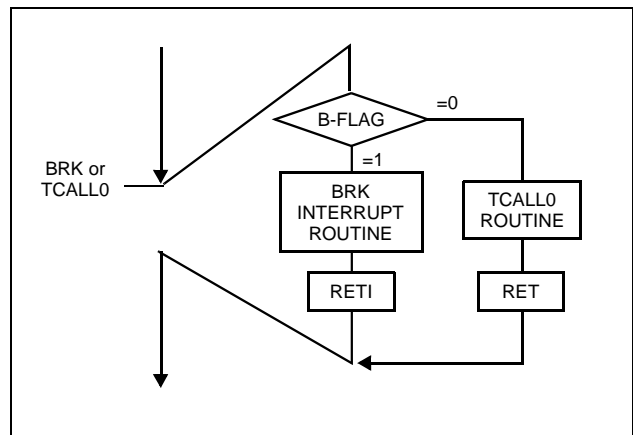 =0
B-FLAG
=1
BRK or
TCALL0
BRK
INTERRUPT
ROUTINE
TCALL0
ROUTINE
RETI
RET